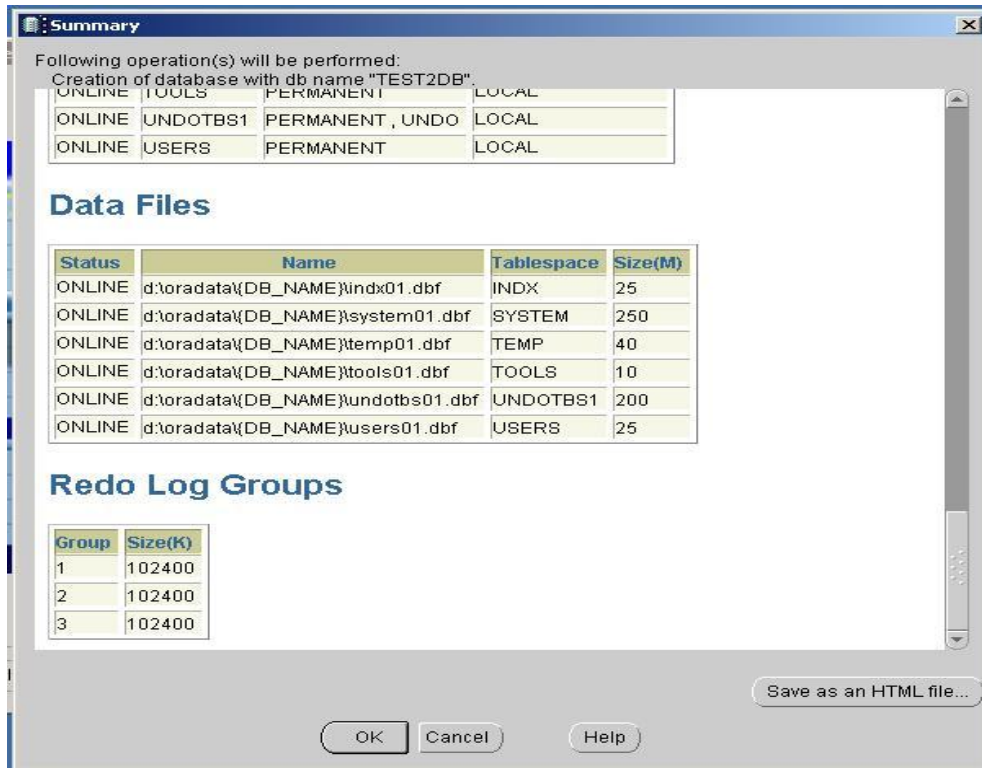 Summary
Following operation(s) will be performed:
Creation of database with db name "TEST2DB".
ONLINE TOOLS PERMANENT LOCAL
ONLINE UNDOTBS1 PERMANENT , UNDO LOCAL
ONLINE USERS PERMANENT LOCAL
Data Files
Status Name Tablespace Size(M)
ONLINE d:\oradata\{DB_NAME}\indx01.dbf INDX 25
ONLINE d:\oradata\{DB_NAME}\system01.dbf SYSTEM 250
ONLINE d:\oradata\{DB_NAME}\temp01.dbf TEMP 40
ONLINE d:\oradata\{DB_NAME}\tools01.dbf TOOLS 10
ONLINE d:\oradata\{DB_NAME}\undotbs01.dbf UNDOTBS1 200
ONLINE d:\oradata\{DB_NAME}\users01.dbf USERS 25
Redo Log Groups
Group Size(K)
1 102400
2 102400
3 102400
Save as an HTML file...
OK Cancel Help